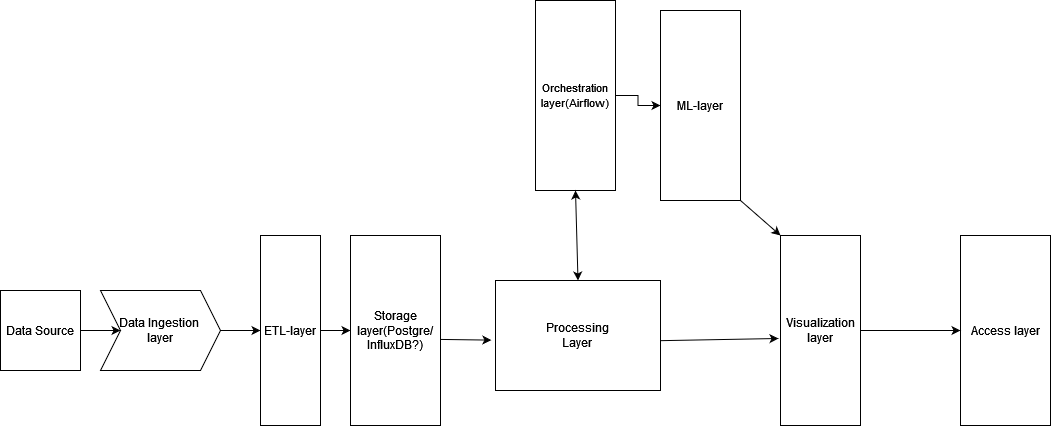 Orchestration
layer(Airflow)
ML-layer
Data Source
Data Ingestion
layer
ETL-layer
Storage
layer(Postgre/
InfluxDB?)
Processing
Layer
Visualization
layer
Access layer